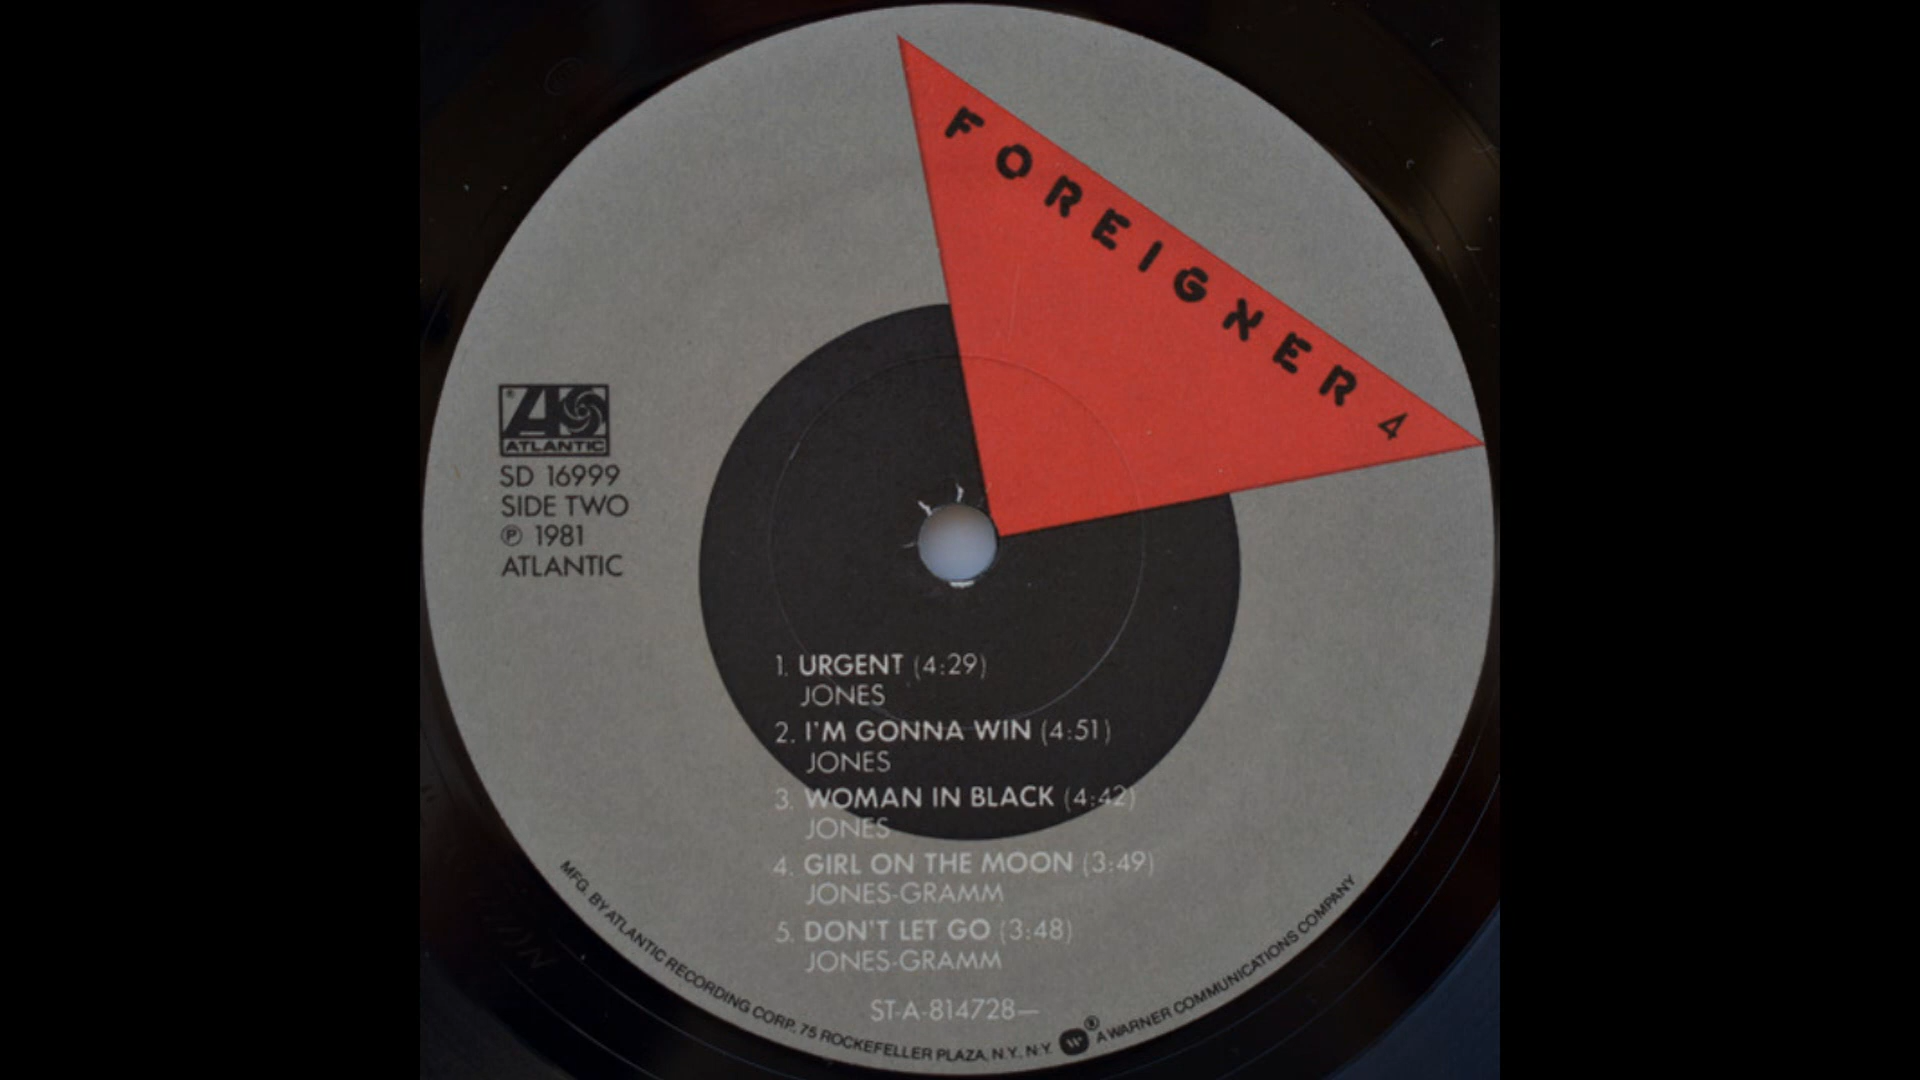 FOREIGNER 4
ATLANTIC
SD 16999
SIDE TWO
℗ 1981
ATLANTIC
1. URGENT (4:29)
JONES
2. I'M GONNA WIN (4:51)
JONES
3. WOMAN IN BLACK (4:42)
JONES
4. GIRL ON THE MOON (3:49)
JONES-GRAMM
5. DON'T LET GO (3:48)
JONES-GRAMM
ST-A-814728—
MFG. BY ATLANTIC RECORDING CORP., 75 ROCKEFELLER PLAZA, N.Y., N.Y. W ® A WARNER COMMUNICATIONS COMPANY